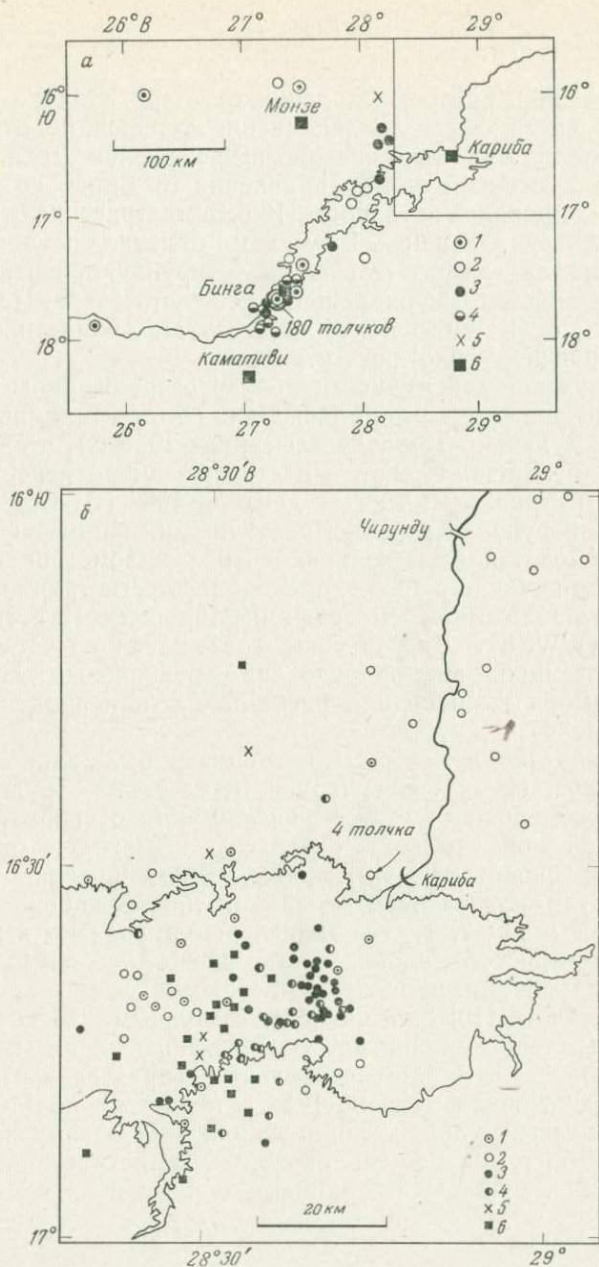 26°В 27° 28° 29°
а
16°
Ю
16°
Монзе
Кариба
100 км
17°
17°
1
2
Бинга
3
4
180 толчков
5
18°
18°
Камативи
6
26° 27° 28° 29°
28°30'В 29°
16°Ю
б
Чирунду
4 толчка
16°30'
Кариба
1
2
3
4
5
20 км
6
17°
28°30' 29°